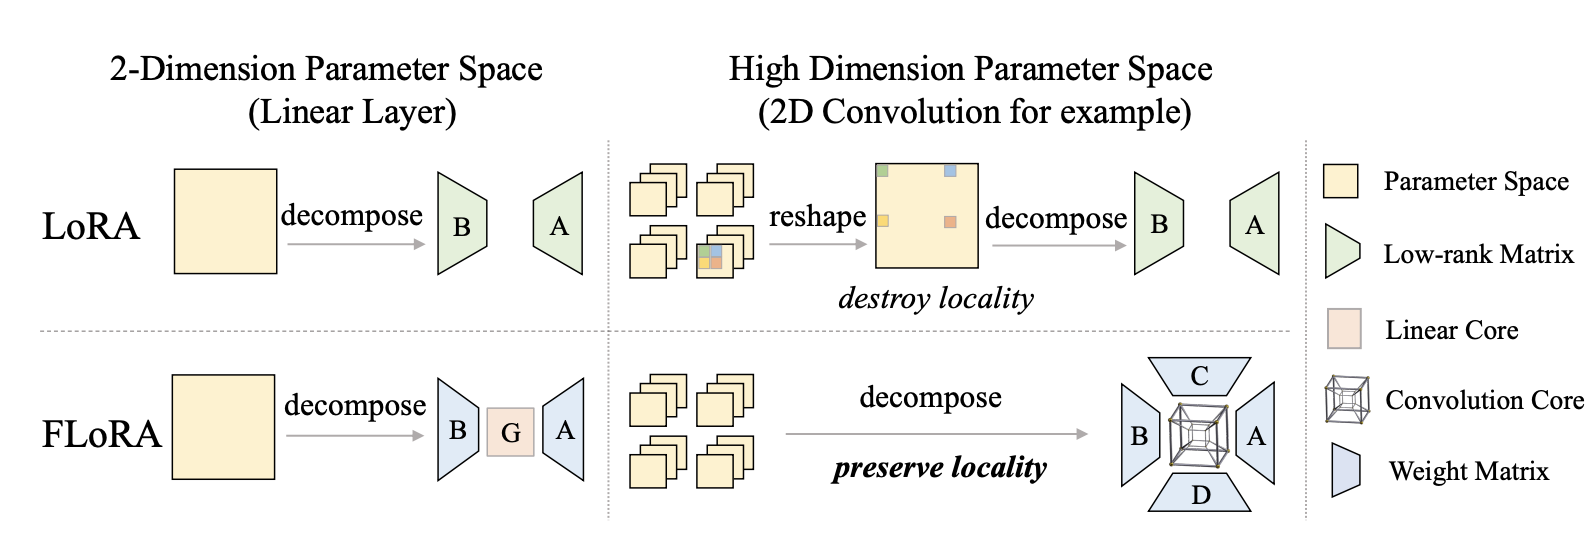 2-Dimension Parameter Space
(Linear Layer)
High Dimension Parameter Space
(2D Convolution for example)
LoRA
decompose
B
A
reshape
decompose
B
A
destroy locality
FLoRA
decompose
B
G
A
decompose
preserve locality
C
B
A
D
Parameter Space
Low-rank Matrix
Linear Core
Convolution Core
Weight Matrix